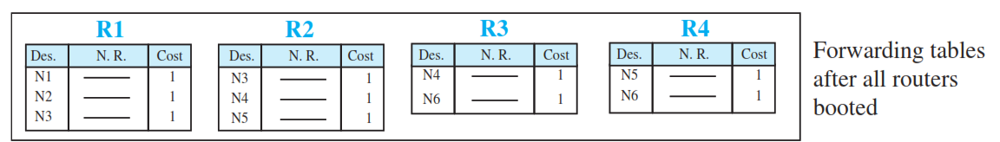 R1 R2 R3 R4
Des. N. R. Cost Des. N. R. Cost Des. N. R. Cost Des. N. R. Cost
N1 1 N3 1 N4 1 N5 1
N2 1 N4 1 N6 1 N6 1
N3 1 N5 1
Forwarding tables
after all routers
booted